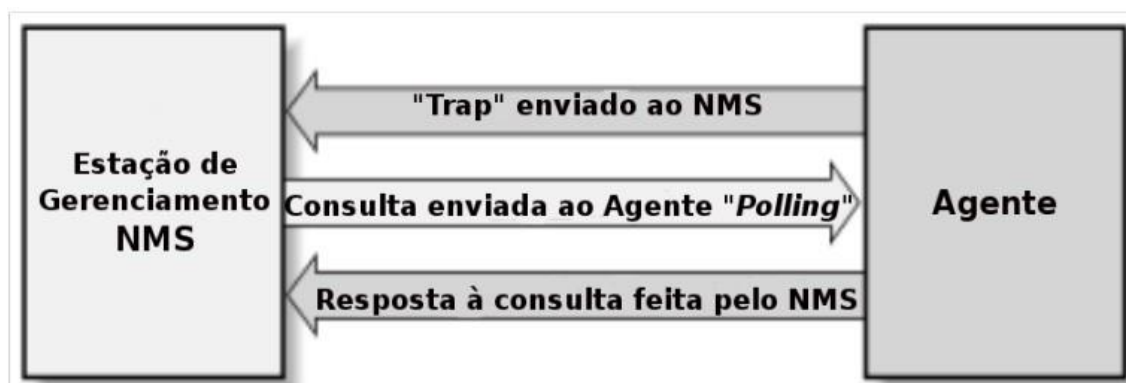 Estação de
Gerenciamento
NMS
"Trap" enviado ao NMS
Consulta enviada ao Agente "Polling"
Resposta à consulta feita pelo NMS
Agente